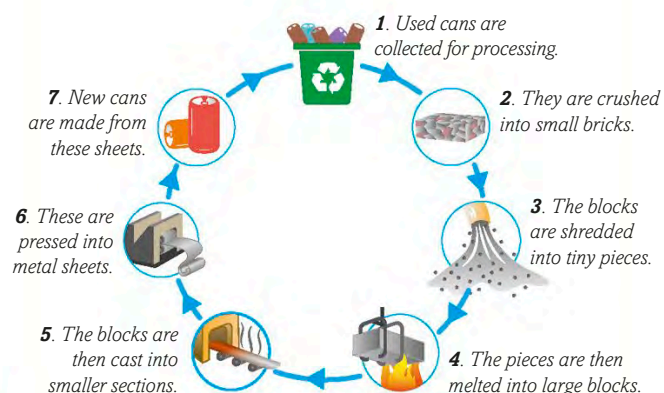 1. Used cans are
collected for processing.
2. They are crushed
into small bricks.
3. The blocks
are shredded
into tiny pieces.
4. The pieces are then
melted into large blocks.
5. The blocks are
then cast into
smaller sections.
6. These are
pressed into
metal sheets.
7. New cans
are made from
these sheets.